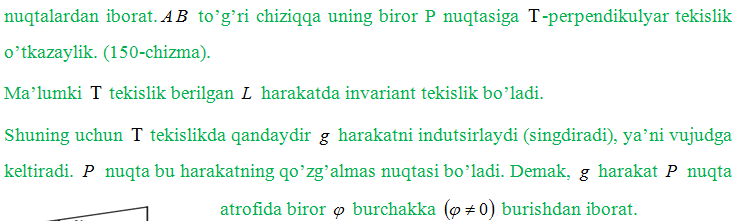 nuqtalardan iborat. A B to’g’ri chiziqqa uning biror P nuqtasiga T-perpendikulyar tekislik
o’tkazaylik. (150-chizma).
Ma’lumki T tekislik berilgan L harakatda invariant tekislik bo’ladi.
Shuning uchun T tekislikda qandaydir g harakatni indutsirlaydi (singdiradi), ya’ni vujudga
keltiradi. P nuqta bu harakatning qo’zg’almas nuqtasi bo’ladi. Demak, g harakat P nuqta
atrofida biror φ burchakka (φ ≠ 0) burishdan iborat.